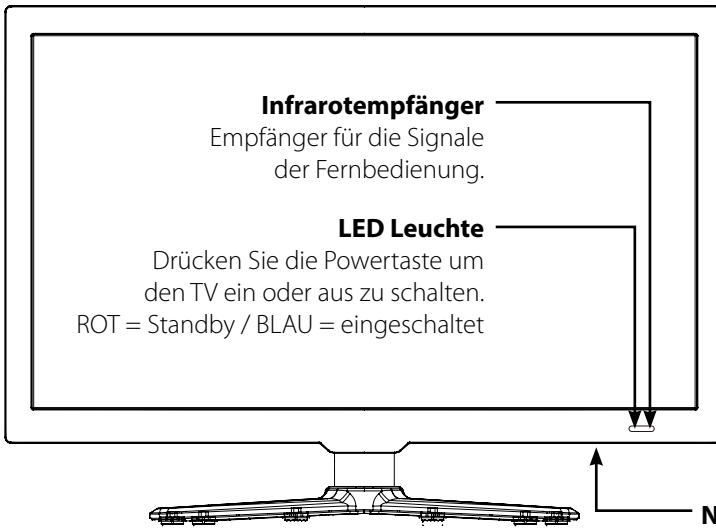 Infrarotempfänger
Empfänger für die Signale
der Fernbedienung.
LED Leuchte
Drücken Sie die Powertaste um
den TV ein oder aus zu schalten.
ROT = Standby / BLAU = eingeschaltet
N